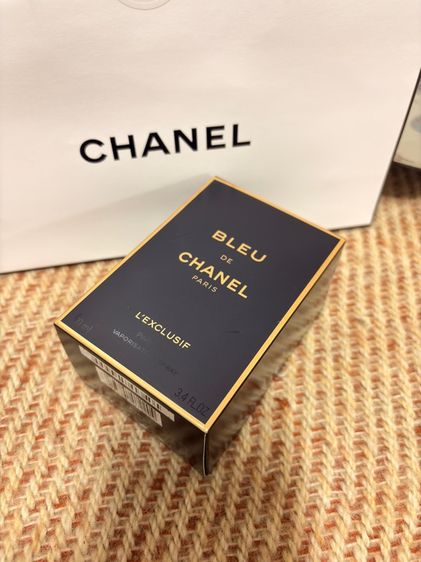 CHANEL
BLEU
DE
CHANEL
PARIS
L'EXCLUSIF
3.4 FL.OZ.